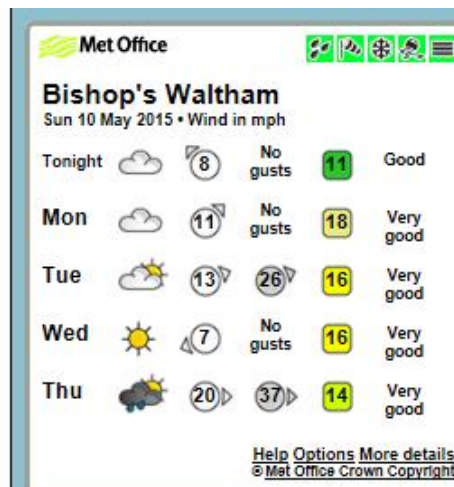 Met Office
Bishop's Waltham
Sun 10 May 2015 • Wind in mph
Tonight 8 No gusts 11 Good
Mon 11 No gusts 18 Very good
Tue 13 26 16 Very good
Wed 7 No gusts 16 Very good
Thu 20 37 14 Very good
Help Options More details
© Met Office Crown Copyright